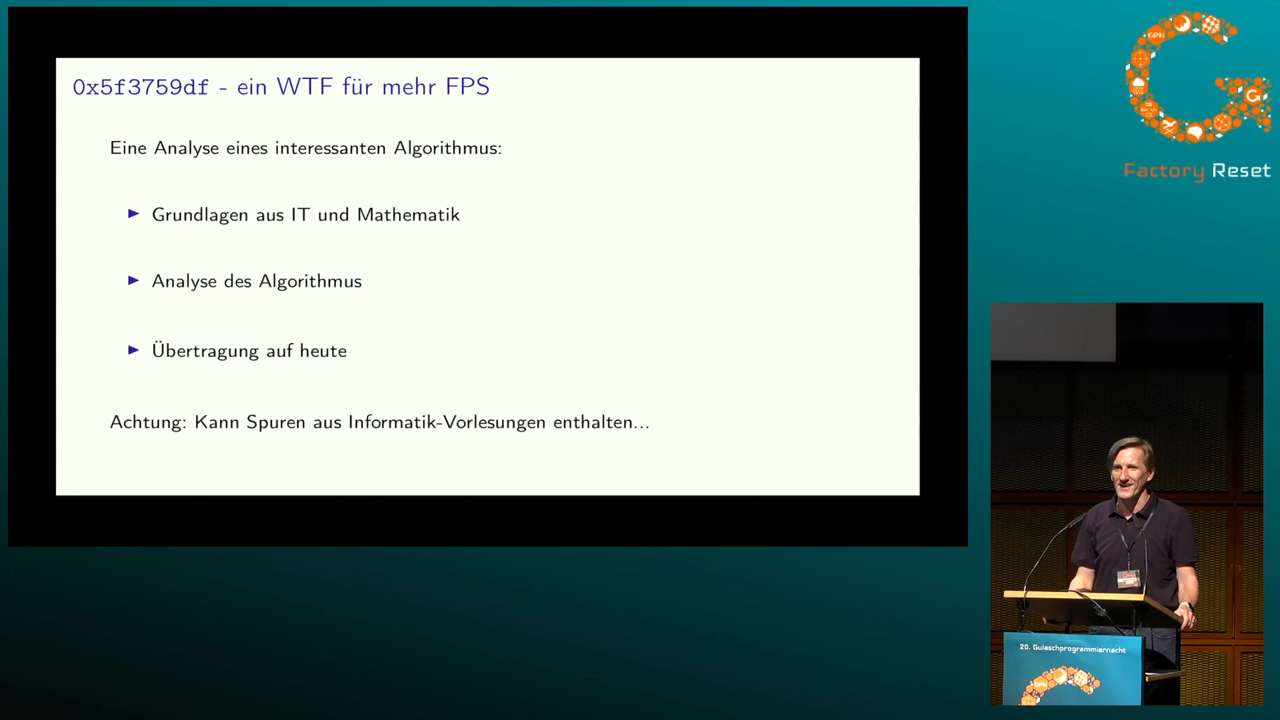 0x5f3759df - ein WTF für mehr FPS
Eine Analyse eines interessanten Algorithmus:
Grundlagen aus IT und Mathematik
Analyse des Algorithmus
Übertragung auf heute
Achtung: Kann Spuren aus Informatik-Vorlesungen enthalten...
GPN
G
Factory Reset
20. Gulaschprogrammiernacht